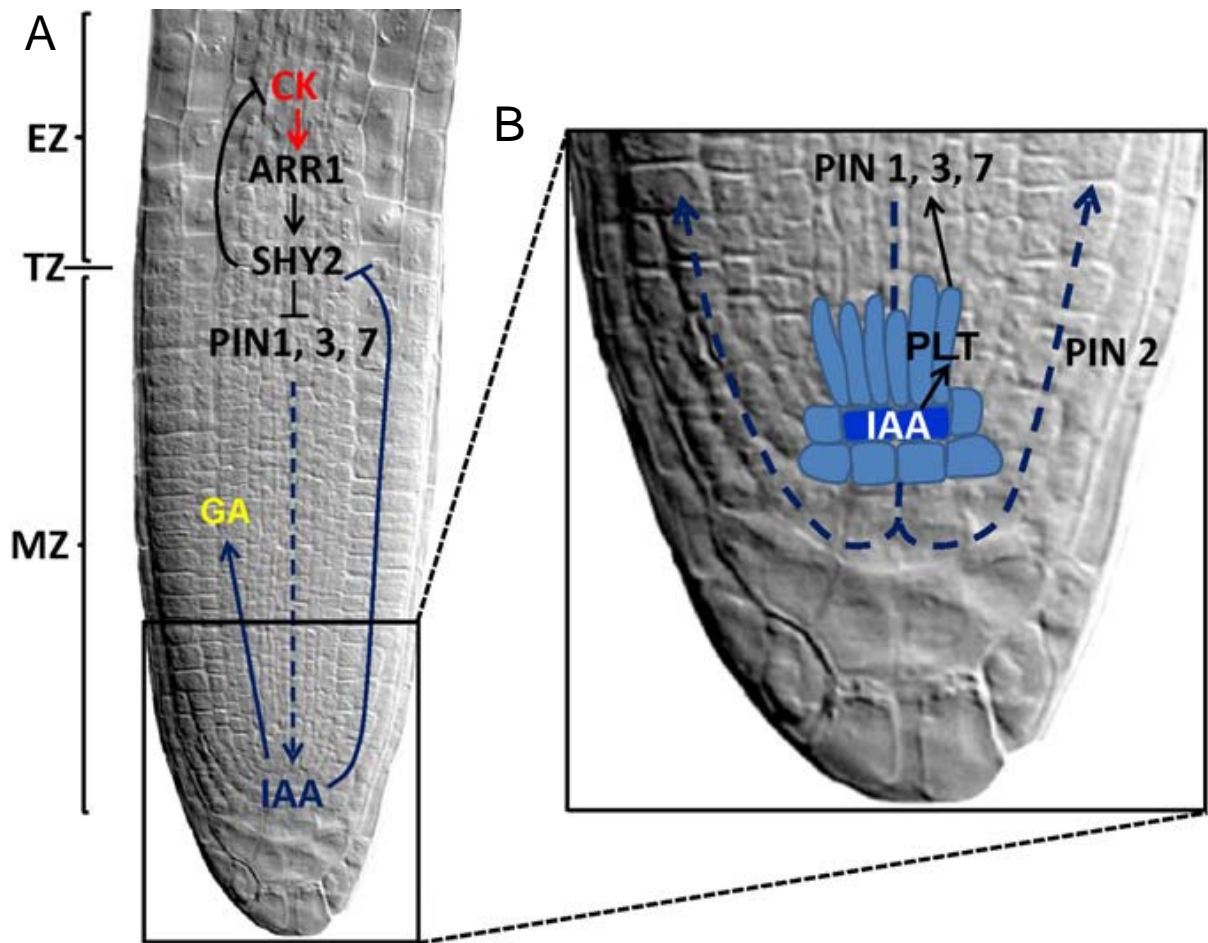 A
CK
EZ
ARR1
TZ
SHY2
PIN1, 3, 7
GA
MZ
IAA
B
PIN 1, 3, 7
PLT
PIN 2
IAA